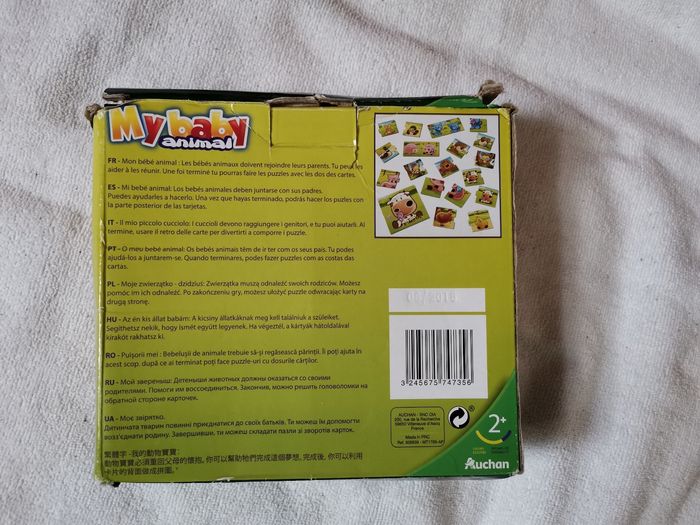 My baby
animal
FR - Mon bébé animal : Les bébés animaux doivent rejoindre leurs parents. Tu peux les
aider à les réunir. Une foi terminé tu pourras faire les puzzles avec les dos des cartes.
ES - Mi bebé animal: Los bebés animales deben juntarse con sus padres.
Puedes ayudarles a hacerlo. Una vez que hayas terminado, podrás hacer los puzles con
la parte posterior de las tarjetas.
IT - Il mio piccolo cucciolo: I cuccioli devono raggiungere i genitori, e tu puoi aiutarli. Al
termine, usare il retro delle carte per divertirti a comporre i puzzle.
PT - O meu bebé animal: Os bebés animais têm de ir ter com os seus pais. Tu podes
ajudá-los a juntarem-se. Quando terminares, podes fazer puzzles com as costas das
cartas.
PL - Moje zwierzątko - dzidziuś: Zwierzątka muszą odnaleźć swoich rodziców. Możesz
pomóc im ich odnaleźć. Po zakończeniu gry, możesz ułożyć puzzle odwracając karty na
drugą stronę.
HU - Az én kis állat babám: A kicsiny állatkáknak meg kell találniuk a szüleiket.
Segíthetsz nekik, hogy ismét együtt legyenek. Ha végeztél, a kártyák hátoldalával
kirakót rakhatsz ki.
RO - Puișorii mei : Bebelușii de animale trebuie să-și regăsească părinții. Îi poți ajuta în
acest scop. după ce ai terminat poți face puzzle-uri cu dosurile cărților.
RU - Мой зверёныш: Детеныши животных должны оказаться со своими
родителями. Помоги им воссоединиться. Закончив, можно решить головоломки на
обратной стороне карточек.
UA - Моє звірятко.
Дитинчата тварин повинні приєднатися до своїх батьків. Ти можеш їм допомогти
возз'єднати родину. Завершивши, ти можеш складати пазли зі зворотів карток.
繁體字 -我的動物寶寶:
動物寶寶必須重回父母的懷抱。你可以幫助牠們完成這個夢想。完成後,你可以利用
卡片的背面做成拼圖。
08/2016
3 245675 747356
AUCHAN - RNC OIA
200, rue de la Recherche
59650 Villeneuve d'Ascq
France
Made in PRC
2+
Auchan